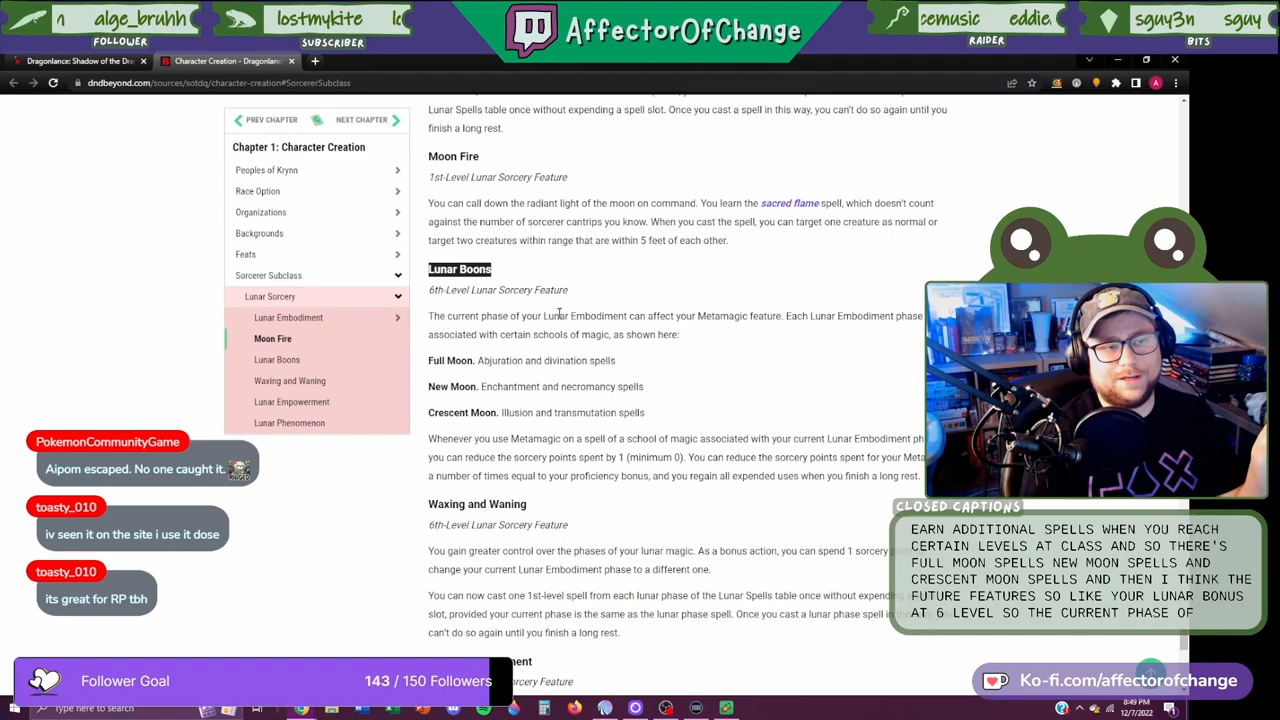 alge_bruhh
FOLLOWER
lostmykite
SUBSCRIBER
AffectorOfChange
cemusic eddie
RAIDER
sguy3n sguy
BITS
Dragonlance: Shadow of the Dra
Character Creation - Dragonlanc
dndbeyond.com/sources/sotdq/character-creation#SorcererSubclass
PREV CHAPTER
NEXT CHAPTER
Chapter 1: Character Creation
Peoples of Krynn
Race Option
Organizations
Backgrounds
Feats
Sorcerer Subclass
Lunar Sorcery
Lunar Embodiment
Moon Fire
Lunar Boons
Waxing and Waning
Lunar Empowerment
Lunar Phenomenon
Lunar Spells table once without expending a spell slot. Once you cast a spell in this way, you can't do so again until you
finish a long rest.
Moon Fire
1st-Level Lunar Sorcery Feature
You can call down the radiant light of the moon on command. You learn the sacred flame spell, which doesn't count
against the number of sorcerer cantrips you know. When you cast the spell, you can target one creature as normal or
target two creatures within range that are within 5 feet of each other.
Lunar Boons
6th-Level Lunar Sorcery Feature
The current phase of your Lunar Embodiment can affect your Metamagic feature. Each Lunar Embodiment phase
associated with certain schools of magic, as shown here:
Full Moon. Abjuration and divination spells
New Moon. Enchantment and necromancy spells
Crescent Moon. Illusion and transmutation spells
Whenever you use Metamagic on a spell of a school of magic associated with your current Lunar Embodiment ph
you can reduce the sorcery points spent by 1 (minimum 0). You can reduce the sorcery points spent for your Meta
a number of times equal to your proficiency bonus, and you regain all expended uses when you finish a long rest.
Waxing and Waning
6th-Level Lunar Sorcery Feature
You gain greater control over the phases of your lunar magic. As a bonus action, you can spend 1 sorcery
change your current Lunar Embodiment phase to a different one.
You can now cast one 1st-level spell from each lunar phase of the Lunar Spells table once without expending
slot, provided your current phase is the same as the lunar phase spell. Once you cast a lunar phase spell in
can't do so again until you finish a long rest.
ment
cery Feature
PokemonCommunityGame
Aipom escaped. No one caught it.
toasty_010
iv seen it on the site i use it dose
toasty_010
its great for RP tbh
CLOSED CAPTIONS
EARN ADDITIONAL SPELLS WHEN YOU REACH
CERTAIN LEVELS AT CLASS AND SO THERE'S
FULL MOON SPELLS NEW MOON SPELLS AND
CRESCENT MOON SPELLS AND THEN I THINK THE
FUTURE FEATURES SO LIKE YOUR LUNAR BONUS
AT 6 LEVEL SO THE CURRENT PHASE OF
Follower Goal
143 / 150 Followers
Ko-fi.com/affectorofchange
Type here to search
8:49 PM
12/7/2022